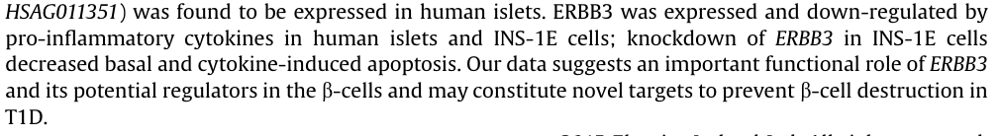 HSAG011351) was found to be expressed in human islets. ERBB3 was expressed and down-regulated by
pro-inflammatory cytokines in human islets and INS-1E cells; knockdown of ERBB3 in INS-1E cells
decreased basal and cytokine-induced apoptosis. Our data suggests an important functional role of ERBB3
and its potential regulators in the β-cells and may constitute novel targets to prevent β-cell destruction in
T1D.